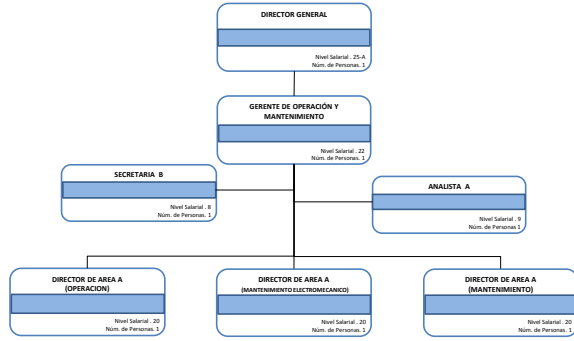 DIRECTOR GENERAL
Nivel Salarial . 25-A
Núm. de Personas. 1
GERENTE DE OPERACIÓN Y
MANTENIMIENTO
Nivel Salarial . 22
Núm. de Personas. 1
SECRETARIA B
Nivel Salarial . 8
Núm. de Personas. 1
ANALISTA A
Nivel Salarial . 9
Núm. de Personas 1
DIRECTOR DE AREA A
(OPERACION)
Nivel Salarial . 20
Núm. de Personas. 1
DIRECTOR DE AREA A
(MANTENIMIENTO ELECTROMECANICO)
Nivel Salarial . 20
Núm. de Personas. 1
DIRECTOR DE AREA A
(MANTENIMIENTO)
Nivel Salarial . 20
Núm. de Personas. 1